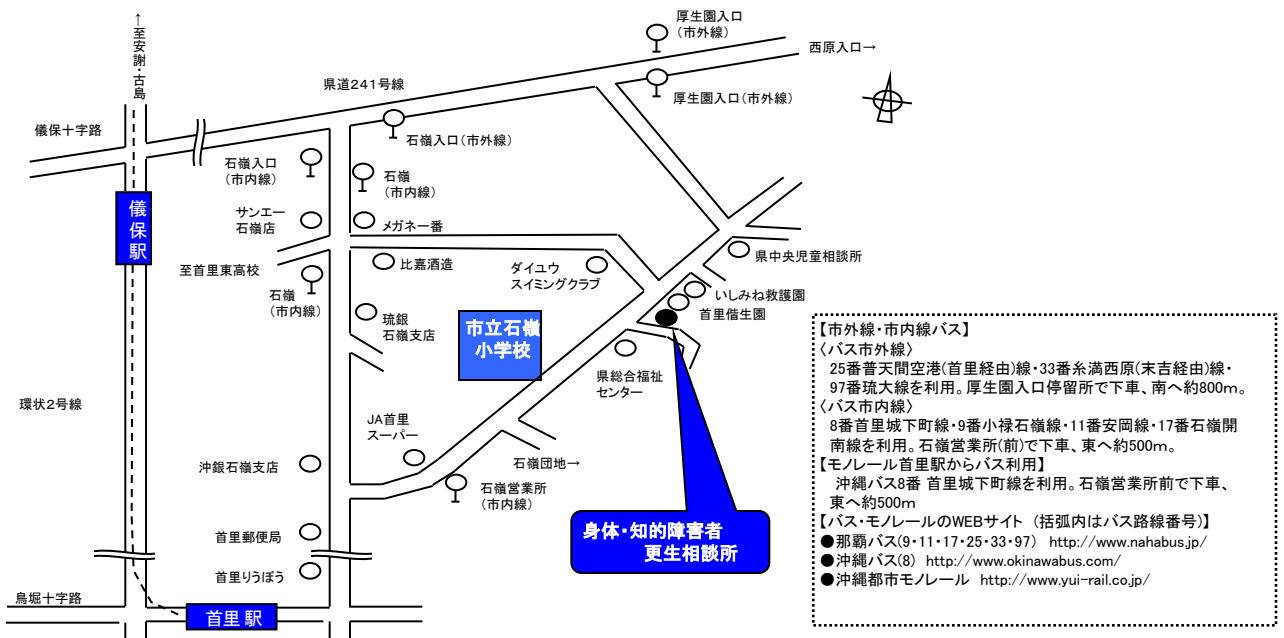 ↑至安謝・古島
厚生園入口
（市外線）
西原入口→
県道241号線
厚生園入口(市外線)
儀保十字路
石嶺入口(市外線)
石嶺入口
(市内線)
石嶺
(市内線)
儀保駅
サンエー
石嶺店
メガネ一番
県中央児童相談所
至首里東高校
比嘉酒造
ダイユウ
スイミングクラブ
石嶺
(市内線)
いしみね救護園
首里偕生園
琉銀
石嶺支店
市立石嶺
小学校
県総合福祉
センター
環状2号線
JA首里
スーパー
石嶺団地→
沖銀石嶺支店
石嶺営業所
(市内線)
身体・知的障害者
更生相談所
首里郵便局
首里りうぼう
鳥堀十字路
首里駅
【市外線・市内線バス】
〈バス市外線〉
25番普天間空港(首里経由)線・33番糸満西原(末吉経由)線・
97番琉大線を利用。厚生園入口停留所で下車、南へ約800m。
〈バス市内線〉
8番首里城下町線・9番小禄石嶺線・11番安岡線・17番石嶺開
南線を利用。石嶺営業所(前)で下車、東へ約500m。
【モノレール首里駅からバス利用】
沖縄バス8番 首里城下町線を利用。石嶺営業所前で下車、
東へ約500m
【バス・モノレールのWEBサイト （括弧内はバス路線番号)】
●那覇バス(9・11・17・25・33・97) http://www.nahabus.jp/
●沖縄バス(8) http://www.okinawabus.com/
●沖縄都市モノレール http://www.yui-rail.co.jp/